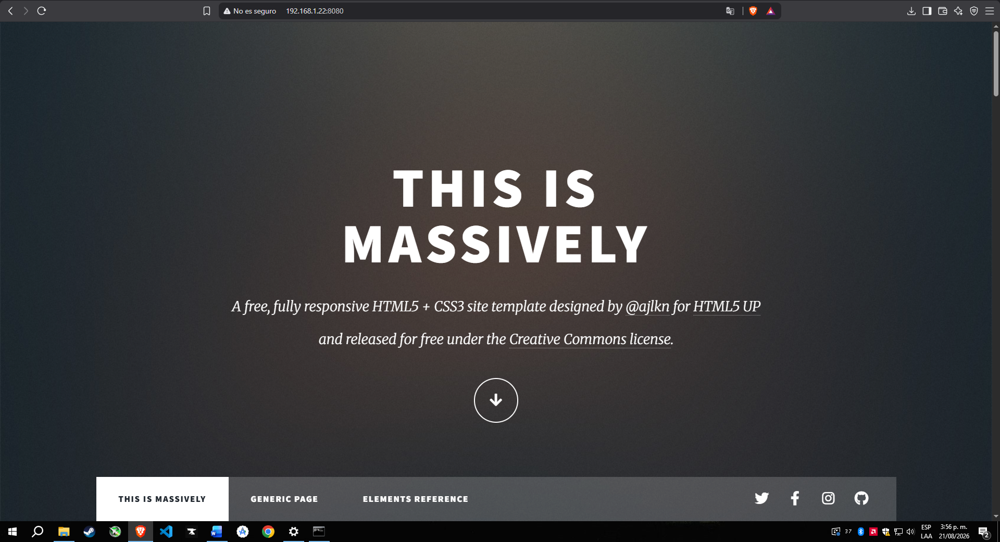 No es seguro 192.168.1.22:8080
THIS IS
MASSIVELY
A free, fully responsive HTML5 + CSS3 site template designed by @ajlkn for HTML5 UP
and released for free under the Creative Commons license.
THIS IS MASSIVELY GENERIC PAGE ELEMENTS REFERENCE
37
ESP
LAA
3:56 p. m.
21/08/2026
2